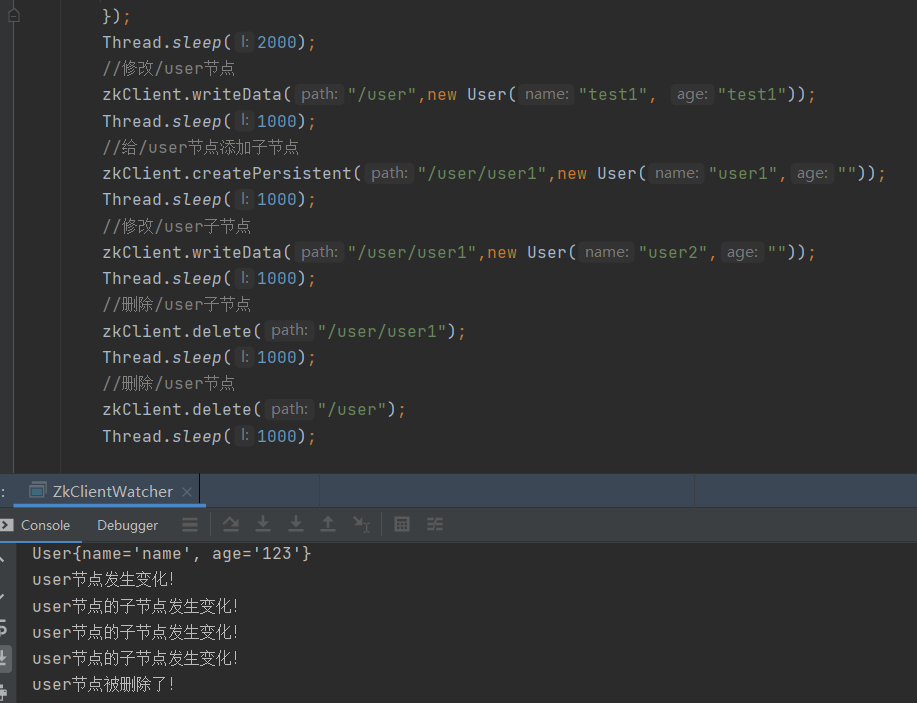 });
Thread.sleep( l: 2000);
//修改/user节点
zkClient.writeData( path: "/user",new User( name: "test1", age: "test1"));
Thread.sleep( l: 1000);
//给/user节点添加子节点
zkClient.createPersistent( path: "/user/user1",new User( name: "user1", age: ""));
Thread.sleep( l: 1000);
//修改/user子节点
zkClient.writeData( path: "/user/user1",new User( name: "user2", age: ""));
Thread.sleep( l: 1000);
//删除/user子节点
zkClient.delete( path: "/user/user1");
Thread.sleep( l: 1000);
//删除/user节点
zkClient.delete( path: "/user");
Thread.sleep( l: 1000);
: ZkClientWatcher ×
Console Debugger
User{name='name', age='123'}
user节点发生变化!
user节点的子节点发生变化!
user节点的子节点发生变化!
user节点的子节点发生变化!
user节点被删除了!